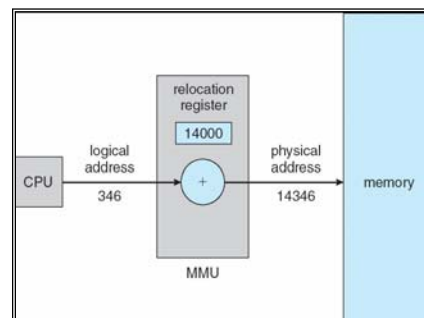 relocation
register
14000
logical
address
physical
address
CPU
+
memory
346
14346
MMU